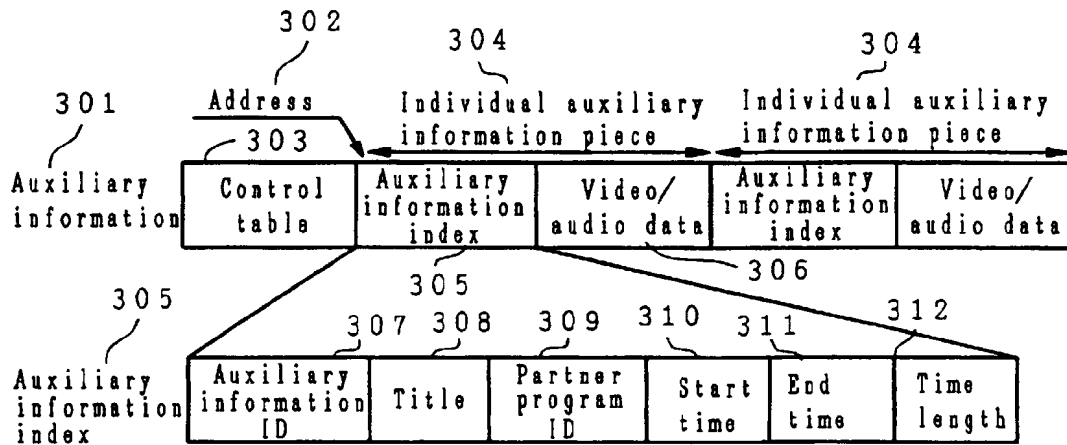 302
304
304
301
Address
Individual auxiliary
information piece
Individual auxiliary
information piece
303
Auxiliary
information
Control
table
Auxiliary
information
index
Video/
audio data
Auxiliary
information
index
Video/
audio data
305
306
305
307
308
309
310
311
312
Auxiliary
information
index
Auxiliary
information
ID
Title
Partner
program
ID
Start
time
End
time
Time
length